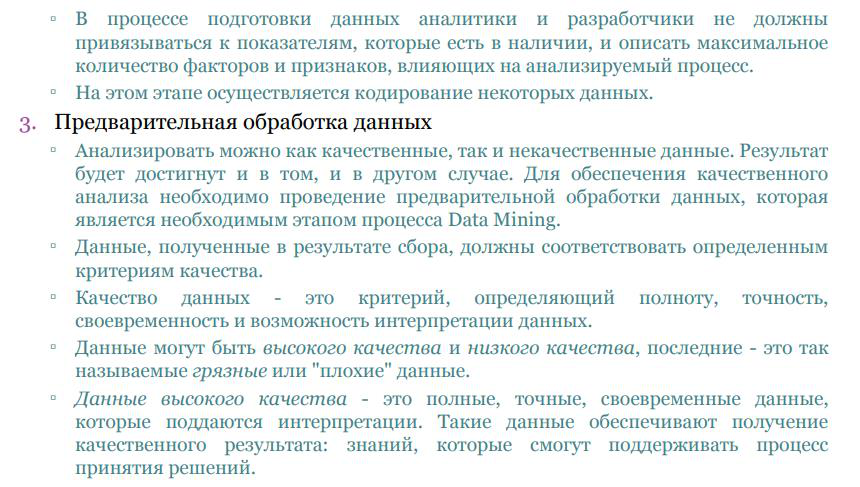 ▫ В процессе подготовки данных аналитики и разработчики не должны
привязываться к показателям, которые есть в наличии, и описать максимальное
количество факторов и признаков, влияющих на анализируемый процесс.
▫ На этом этапе осуществляется кодирование некоторых данных.
3. Предварительная обработка данных
▫ Анализировать можно как качественные, так и некачественные данные. Результат
будет достигнут и в том, и в другом случае. Для обеспечения качественного
анализа необходимо проведение предварительной обработки данных, которая
является необходимым этапом процесса Data Mining.
▫ Данные, полученные в результате сбора, должны соответствовать определенным
критериям качества.
▫ Качество данных - это критерий, определяющий полноту, точность,
своевременность и возможность интерпретации данных.
▫ Данные могут быть высокого качества и низкого качества, последние - это так
называемые грязные или "плохие" данные.
▫ Данные высокого качества - это полные, точные, своевременные данные,
которые поддаются интерпретации. Такие данные обеспечивают получение
качественного результата: знаний, которые смогут поддерживать процесс
принятия решений.